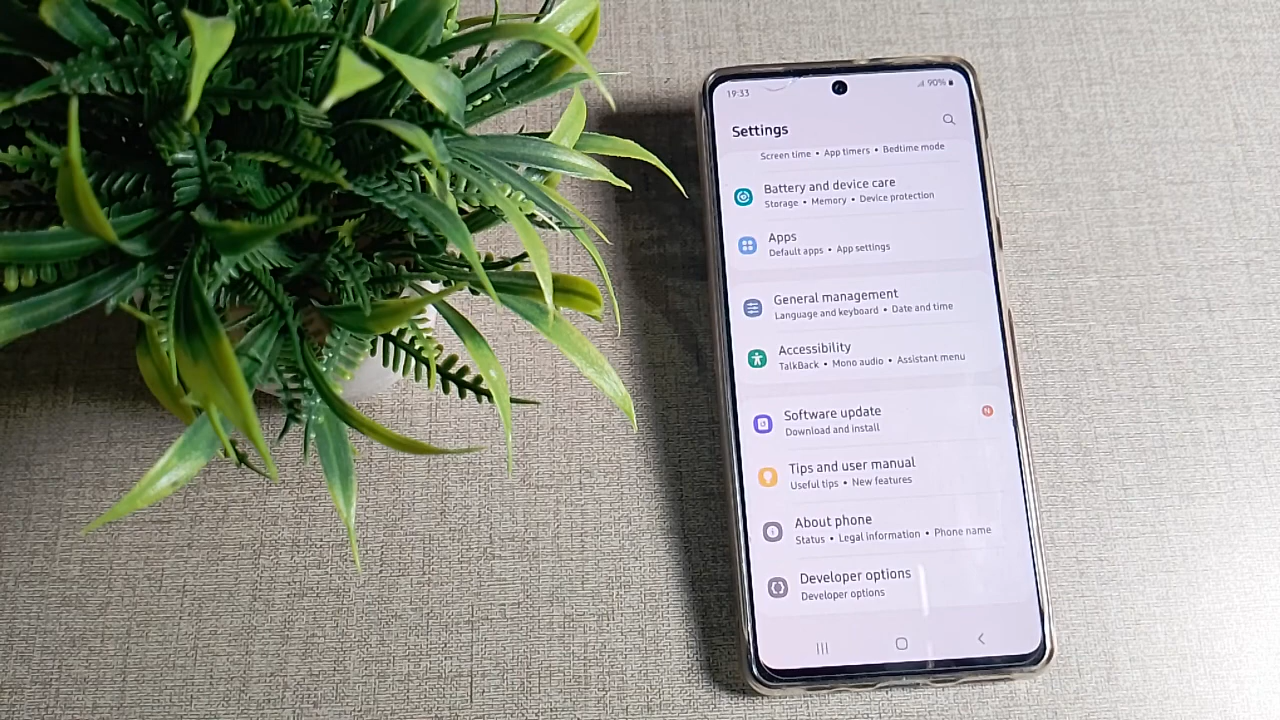 19:33 90%
Settings
Screen time • App timers • Bedtime mode
Battery and device care
Storage • Memory • Device protection
Apps
Default apps • App settings
General management
Language and keyboard • Date and time
Accessibility
TalkBack • Mono audio • Assistant menu
Software update N
Download and install
Tips and user manual
Useful tips • New features
About phone
Status • Legal information • Phone name
Developer options
Developer options